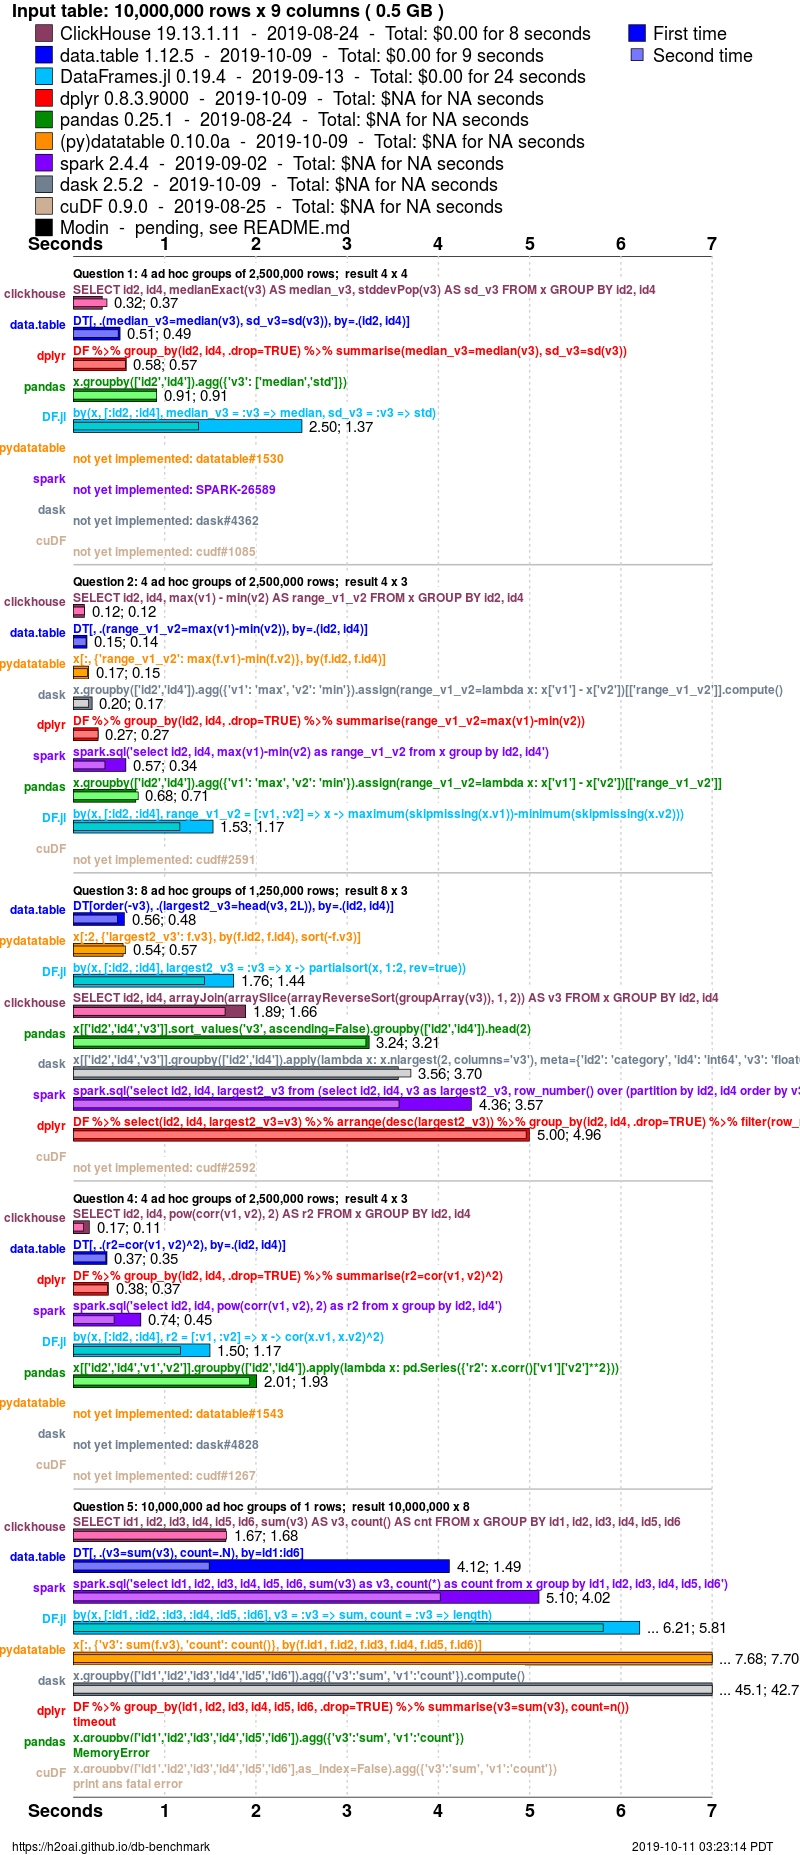 Input table: 10,000,000 rows x 9 columns ( 0.5 GB )
ClickHouse 19.13.1.11 - 2019-08-24 - Total: $0.00 for 8 seconds
First time
data.table 1.12.5 - 2019-10-09 - Total: $0.00 for 9 seconds
Second time
DataFrames.jl 0.19.4 - 2019-09-13 - Total: $0.00 for 24 seconds
dplyr 0.8.3.9000 - 2019-10-09 - Total: $NA for NA seconds
pandas 0.25.1 - 2019-08-24 - Total: $NA for NA seconds
(py)datatable 0.10.0a - 2019-10-09 - Total: $NA for NA seconds
spark 2.4.4 - 2019-09-02 - Total: $NA for NA seconds
dask 2.5.2 - 2019-10-09 - Total: $NA for NA seconds
cuDF 0.9.0 - 2019-08-25 - Total: $NA for NA seconds
Modin - pending, see README.md
Seconds 1 2 3 4 5 6 7
Question 1: 4 ad hoc groups of 2,500,000 rows; result 4 x 4
clickhouse SELECT id2, id4, medianExact(v3) AS median_v3, stddevPop(v3) AS sd_v3 FROM x GROUP BY id2, id4
0.32; 0.37
data.table DT[, .(median_v3=median(v3), sd_v3=sd(v3)), by=.(id2, id4)]
0.51; 0.49
dplyr DF %>% group_by(id2, id4, .drop=TRUE) %>% summarise(median_v3=median(v3), sd_v3=sd(v3))
0.58; 0.57
pandas x.groupby(['id2','id4']).agg({'v3': ['median','std']})
0.91; 0.91
DF.jl by(x, [:id2, :id4], median_v3 = :v3 => median, sd_v3 = :v3 => std)
2.50; 1.37
pydatatable
not yet implemented: datatable#1530
spark
not yet implemented: SPARK-26589
dask
not yet implemented: dask#4362
cuDF
not yet implemented: cudf#1085
Question 2: 4 ad hoc groups of 2,500,000 rows; result 4 x 3
clickhouse SELECT id2, id4, max(v1) - min(v2) AS range_v1_v2 FROM x GROUP BY id2, id4
0.12; 0.12
data.table DT[, .(range_v1_v2=max(v1)-min(v2)), by=.(id2, id4)]
0.15; 0.14
pydatatable x[:, {'range_v1_v2': max(f.v1)-min(f.v2)}, by(f.id2, f.id4)]
0.17; 0.15
dask x.groupby(['id2','id4']).agg({'v1': 'max', 'v2': 'min'}).assign(range_v1_v2=lambda x: x['v1'] - x['v2'])[['range_v1_v2']].compute()
0.20; 0.17
dplyr DF %>% group_by(id2, id4, .drop=TRUE) %>% summarise(range_v1_v2=max(v1)-min(v2))
0.27; 0.27
spark spark.sql('select id2, id4, max(v1)-min(v2) as range_v1_v2 from x group by id2, id4')
0.57; 0.34
pandas x.groupby(['id2','id4']).agg({'v1': 'max', 'v2': 'min'}).assign(range_v1_v2=lambda x: x['v1'] - x['v2'])[['range_v1_v2']]
0.68; 0.71
DF.jl by(x, [:id2, :id4], range_v1_v2 = [:v1, :v2] => x -> maximum(skipmissing(x.v1))-minimum(skipmissing(x.v2)))
1.53; 1.17
cuDF
not yet implemented: cudf#2591
Question 3: 8 ad hoc groups of 1,250,000 rows; result 8 x 3
data.table DT[order(-v3), .(largest2_v3=head(v3, 2L)), by=.(id2, id4)]
0.56; 0.48
pydatatable x[:2, {'largest2_v3': f.v3}, by(f.id2, f.id4), sort(-f.v3)]
0.54; 0.57
DF.jl by(x, [:id2, :id4], largest2_v3 = :v3 => x -> partialsort(x, 1:2, rev=true))
1.76; 1.44
clickhouse SELECT id2, id4, arrayJoin(arraySlice(arrayReverseSort(groupArray(v3)), 1, 2)) AS v3 FROM x GROUP BY id2, id4
1.89; 1.66
pandas x[['id2','id4','v3']].sort_values('v3', ascending=False).groupby(['id2','id4']).head(2)
3.24; 3.21
dask x[['id2','id4','v3']].groupby(['id2','id4']).apply(lambda x: x.nlargest(2, columns='v3'), meta={'id2': 'category', 'id4': 'int64', 'v3': 'float
3.56; 3.70
spark spark.sql('select id2, id4, largest2_v3 from (select id2, id4, v3 as largest2_v3, row_number() over (partition by id2, id4 order by v3
4.36; 3.57
dplyr DF %>% select(id2, id4, largest2_v3=v3) %>% arrange(desc(largest2_v3)) %>% group_by(id2, id4, .drop=TRUE) %>% filter(row_
5.00; 4.96
cuDF
not yet implemented: cudf#2592
Question 4: 4 ad hoc groups of 2,500,000 rows; result 4 x 3
clickhouse SELECT id2, id4, pow(corr(v1, v2), 2) AS r2 FROM x GROUP BY id2, id4
0.17; 0.11
data.table DT[, .(r2=cor(v1, v2)^2), by=.(id2, id4)]
0.37; 0.35
dplyr DF %>% group_by(id2, id4, .drop=TRUE) %>% summarise(r2=cor(v1, v2)^2)
0.38; 0.37
spark spark.sql('select id2, id4, pow(corr(v1, v2), 2) as r2 from x group by id2, id4')
0.74; 0.45
DF.jl by(x, [:id2, :id4], r2 = [:v1, :v2] => x -> cor(x.v1, x.v2)^2)
1.50; 1.17
pandas x[['id2','id4','v1','v2']].groupby(['id2','id4']).apply(lambda x: pd.Series({'r2': x.corr()['v1']['v2']**2}))
2.01; 1.93
pydatatable
not yet implemented: datatable#1543
dask
not yet implemented: dask#4828
cuDF
not yet implemented: cudf#1267
Question 5: 10,000,000 ad hoc groups of 1 rows; result 10,000,000 x 8
clickhouse SELECT id1, id2, id3, id4, id5, id6, sum(v3) AS v3, count() AS cnt FROM x GROUP BY id1, id2, id3, id4, id5, id6
1.67; 1.68
data.table DT[, .(v3=sum(v3), count=.N), by=id1:id6]
4.12; 1.49
spark spark.sql('select id1, id2, id3, id4, id5, id6, sum(v3) as v3, count(*) as count from x group by id1, id2, id3, id4, id5, id6')
5.10; 4.02
DF.jl by(x, [:id1, :id2, :id3, :id4, :id5, :id6], v3 = :v3 => sum, count = :v3 => length)
... 6.21; 5.81
pydatatable x[:, {'v3': sum(f.v3), 'count': count()}, by(f.id1, f.id2, f.id3, f.id4, f.id5, f.id6)]
... 7.68; 7.70
dask x.groupby(['id1','id2','id3','id4','id5','id6']).agg({'v3':'sum', 'v1':'count'}).compute()
... 45.1; 42.7
dplyr DF %>% group_by(id1, id2, id3, id4, id5, id6, .drop=TRUE) %>% summarise(v3=sum(v3), count=n())
timeout
pandas x.groupby(['id1','id2','id3','id4','id5','id6']).agg({'v3':'sum', 'v1':'count'})
MemoryError
cuDF x.groupby(['id1','id2','id3','id4','id5','id6'],as_index=False).agg({'v3':'sum', 'v1':'count'})
print ans fatal error
Seconds 1 2 3 4 5 6 7
https://h2oai.github.io/db-benchmark
2019-10-11 03:23:14 PDT